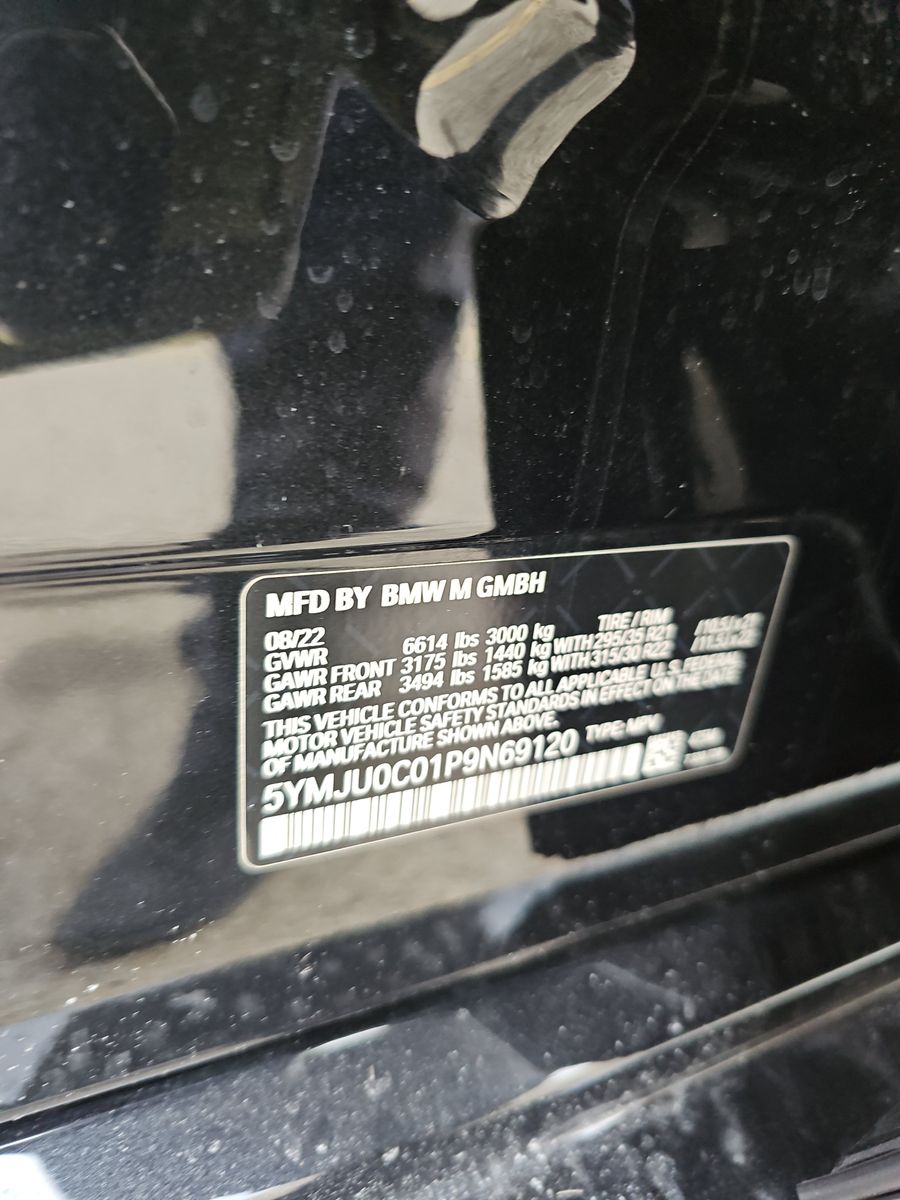 MFD BY BMW M GMBH
08/22 TIRE / RIM
GVWR 6614 lbs 3000 kg
GAWR FRONT 3175 lbs 1440 kg WITH 295/35 R21
GAWR REAR 3494 lbs 1585 kg WITH 315/30 R22
THIS VEHICLE CONFORMS TO ALL APPLICABLE U.S. FEDERAL
MOTOR VEHICLE SAFETY STANDARDS IN EFFECT ON THE DATE
OF MANUFACTURE SHOWN ABOVE.
5YMJU0C01P9N69120 TYPE: MPV